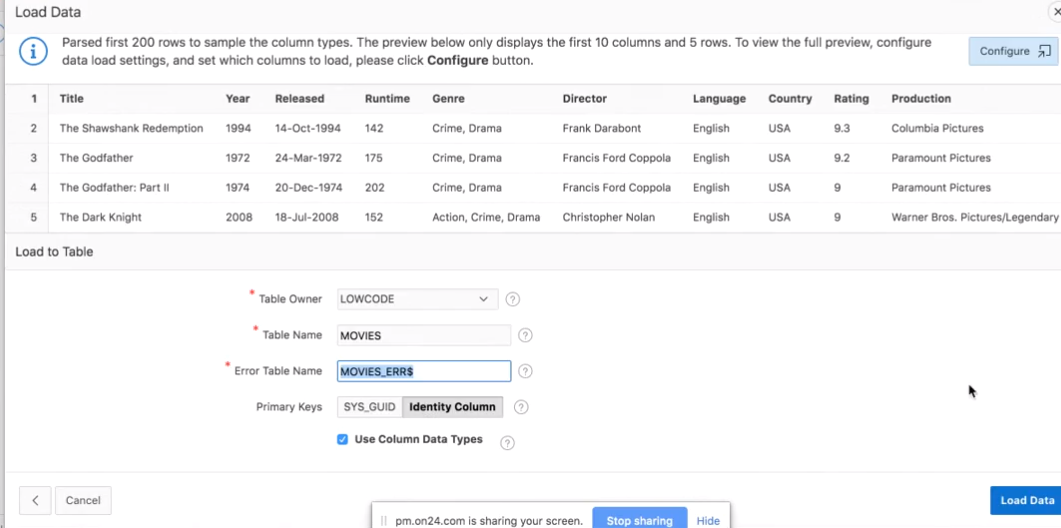 Load Data
Parsed first 200 rows to sample the column types. The preview below only displays the first 10 columns and 5 rows. To view the full preview, configure
data load settings, and set which columns to load, please click Configure button.
Configure
1 Title Year Released Runtime Genre Director Language Country Rating Production
2 The Shawshank Redemption 1994 14-Oct-1994 142 Crime, Drama Frank Darabont English USA 9.3 Columbia Pictures
3 The Godfather 1972 24-Mar-1972 175 Crime, Drama Francis Ford Coppola English USA 9.2 Paramount Pictures
4 The Godfather: Part II 1974 20-Dec-1974 202 Crime, Drama Francis Ford Coppola English USA 9 Paramount Pictures
5 The Dark Knight 2008 18-Jul-2008 152 Action, Crime, Drama Christopher Nolan English USA 9 Warner Bros. Pictures/Legendary
Load to Table
* Table Owner LOWCODE ?
* Table Name MOVIES ?
* Error Table Name MOVIES_ERR$ ?
Primary Keys SYS_GUID Identity Column ?
Use Column Data Types ?
Cancel
Load Data
pm.on24.com is sharing your screen. Stop sharing Hide